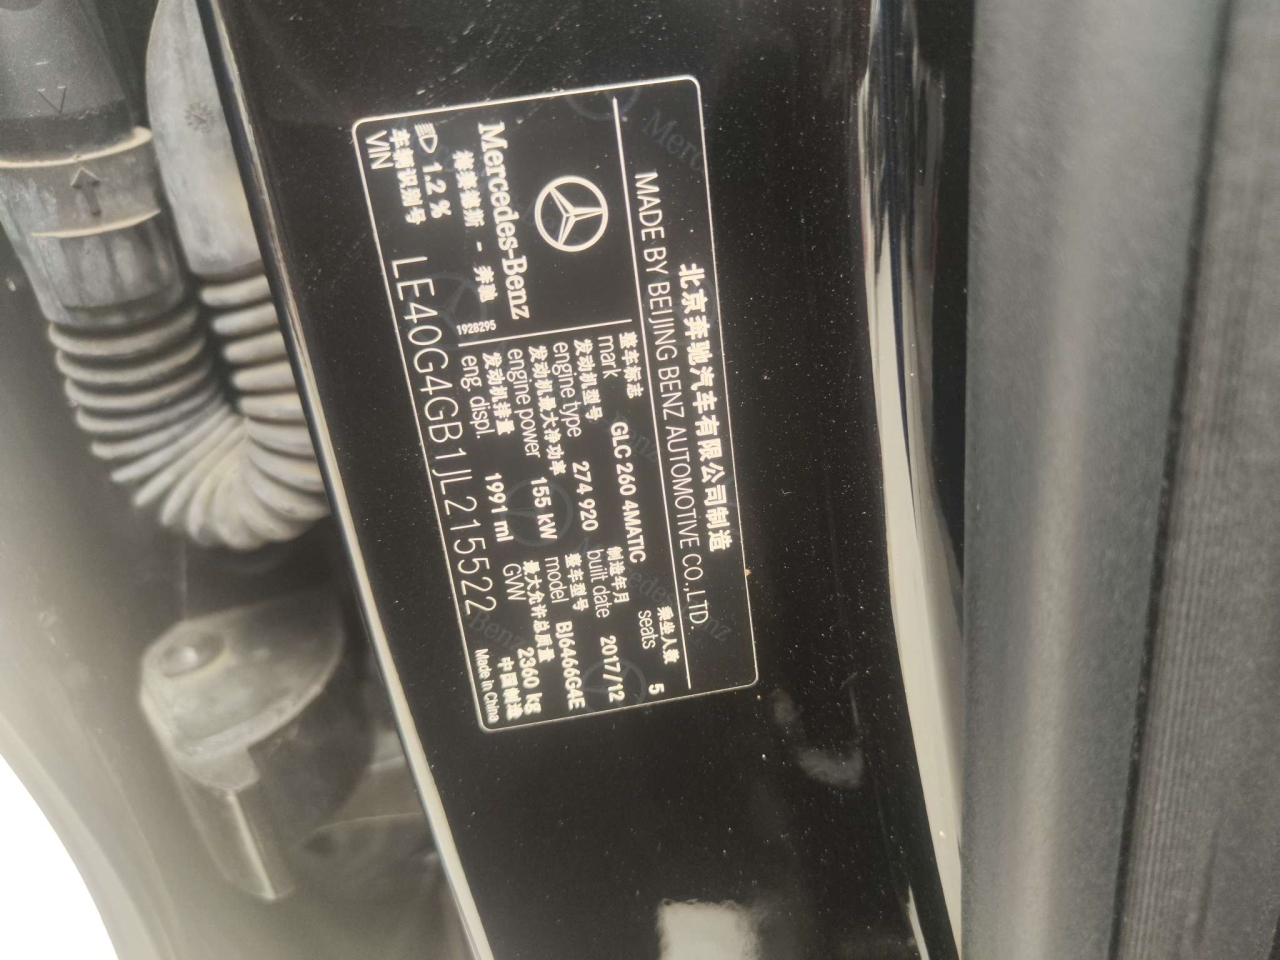 北京奔驰汽车有限公司制造
MADE BY BEIJING BENZ AUTOMOTIVE CO.,LTD.
Mercedes-Benz
梅赛德斯 - 奔驰
1928295
整车标志
mark GLC 260 4MATIC
乘坐人数
seats 5
发动机型号
engine type 274 920
制造年月
built date 2017/12
发动机最大净功率
engine power 155 kW
整车型号
model BJ6466G4E
发动机排量
eng. displ. 1991 ml
最大允许总质量
GVW 2360 kg
1.2 %
车辆识别号
VIN LE40G4GB1JL215522
中国制造
Made in China